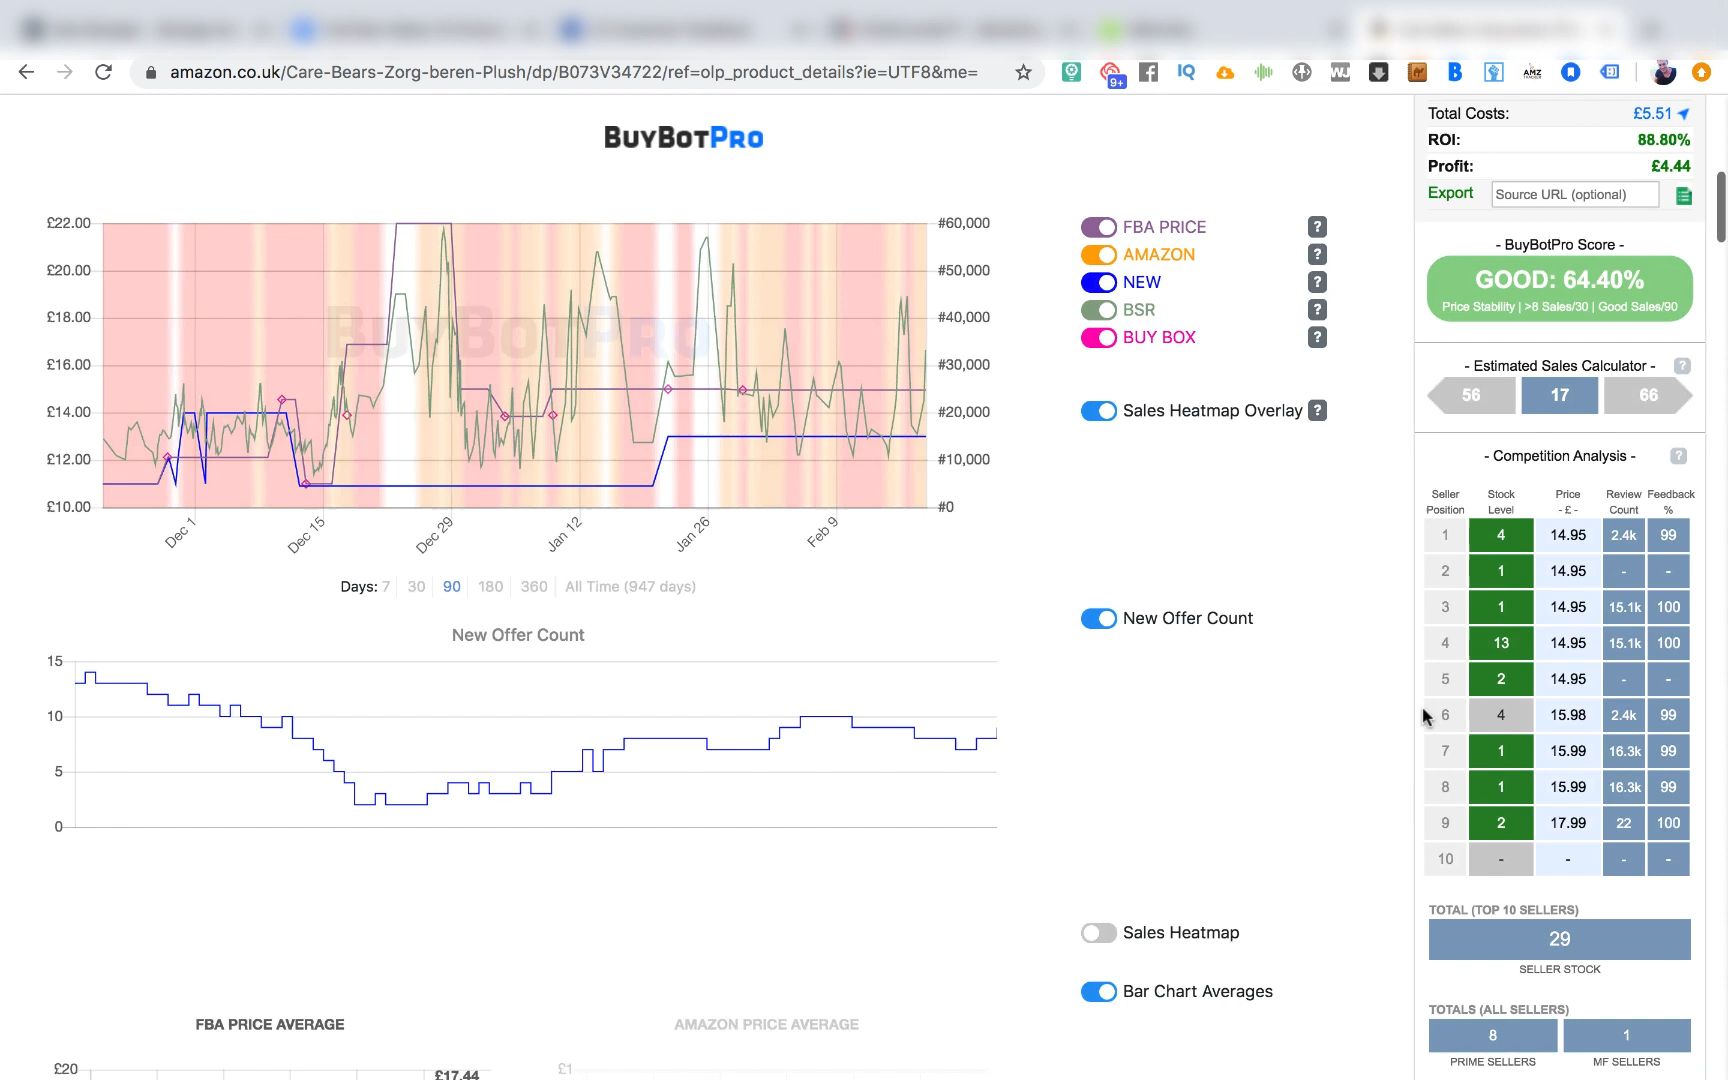 amazon.co.uk/Care-Bears-Zorg-beren-Plush/dp/B073V34722/ref=olp_product_details?ie=UTF8&me=
9+
IQ
WJ
B
AMZ
BUYBOTPRO
£22.00
£20.00
£18.00
£16.00
£14.00
£12.00
£10.00
#60,000
#50,000
#40,000
#30,000
#20,000
#10,000
#0
BUYBOTPRO
Dec 1
Dec 15
Dec 29
Jan 12
Jan 26
Feb 9
Days: 7 30 90 180 360 All Time (947 days)
FBA PRICE ?
AMAZON ?
NEW ?
BSR ?
BUY BOX ?
Sales Heatmap Overlay ?
New Offer Count
15
10
5
0
New Offer Count
Sales Heatmap
Bar Chart Averages
FBA PRICE AVERAGE
AMAZON PRICE AVERAGE
£20
£17.44
£1
Total Costs: £5.51
ROI: 88.80%
Profit: £4.44
Export Source URL (optional)
- BuyBotPro Score -
GOOD: 64.40%
Price Stability | >8 Sales/30 | Good Sales/90
- Estimated Sales Calculator - ?
56 17 66
- Competition Analysis - ?
Seller Position Stock Level Price - £ - Review Count Feedback %
1 4 14.95 2.4k 99
2 1 14.95 - -
3 1 14.95 15.1k 100
4 13 14.95 15.1k 100
5 2 14.95 - -
6 4 15.98 2.4k 99
7 1 15.99 16.3k 99
8 1 15.99 16.3k 99
9 2 17.99 22 100
10 - - - -
TOTAL (TOP 10 SELLERS)
29
SELLER STOCK
TOTALS (ALL SELLERS)
8 1
PRIME SELLERS MF SELLERS